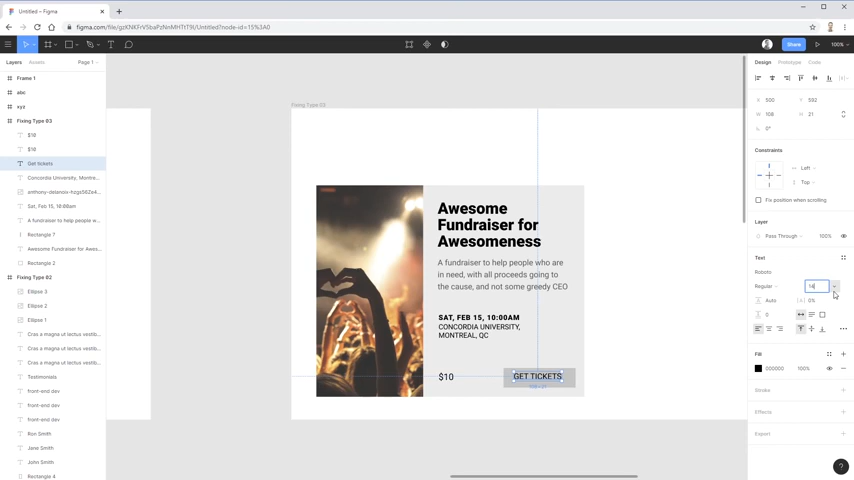 Untitled – Figma
figma.com/file/gzKNKFrV5baPzNnMHTtT9I/Untitled?node-id=15%3A0
Share
100%
Layers
Assets
Page 1
Design
Prototype
Code
Frame 1
abc
xyz
Fixing Type 03
$10
$10
Get tickets
Concordia University, Montre...
anthony-delanoix-hzgs56ze4...
Sat, Feb 15, 10:00am
A fundraiser to help people w...
Rectangle 7
Awesome Fundraiser for Awes...
Rectangle 2
Fixing Type 02
Ellipse 3
Ellipse 2
Ellipse 1
Cras a magna ut lectus vestib...
Cras a magna ut lectus vestib...
Cras a magna ut lectus vestib...
Testimonials
front-end dev
front-end dev
front-end dev
Ron Smith
Jane Smith
John Smith
Rectangle 4
Fixing Type 03
Awesome
Fundraiser for
Awesomeness
A fundraiser to help people who are
in need, with all proceeds going to
the cause, and not some greedy CEO
SAT, FEB 15, 10:00AM
CONCORDIA UNIVERSITY,
MONTREAL, QC
$10
GET TICKETS
X 500 Y 592
W 108 H 21
0°
Constraints
Left
Top
Fix position when scrolling
Layer
Pass Through 100%
Text
Roboto
Regular 18
Auto 0%
0
Fill
000000 100%
Stroke
Effects
Export
?